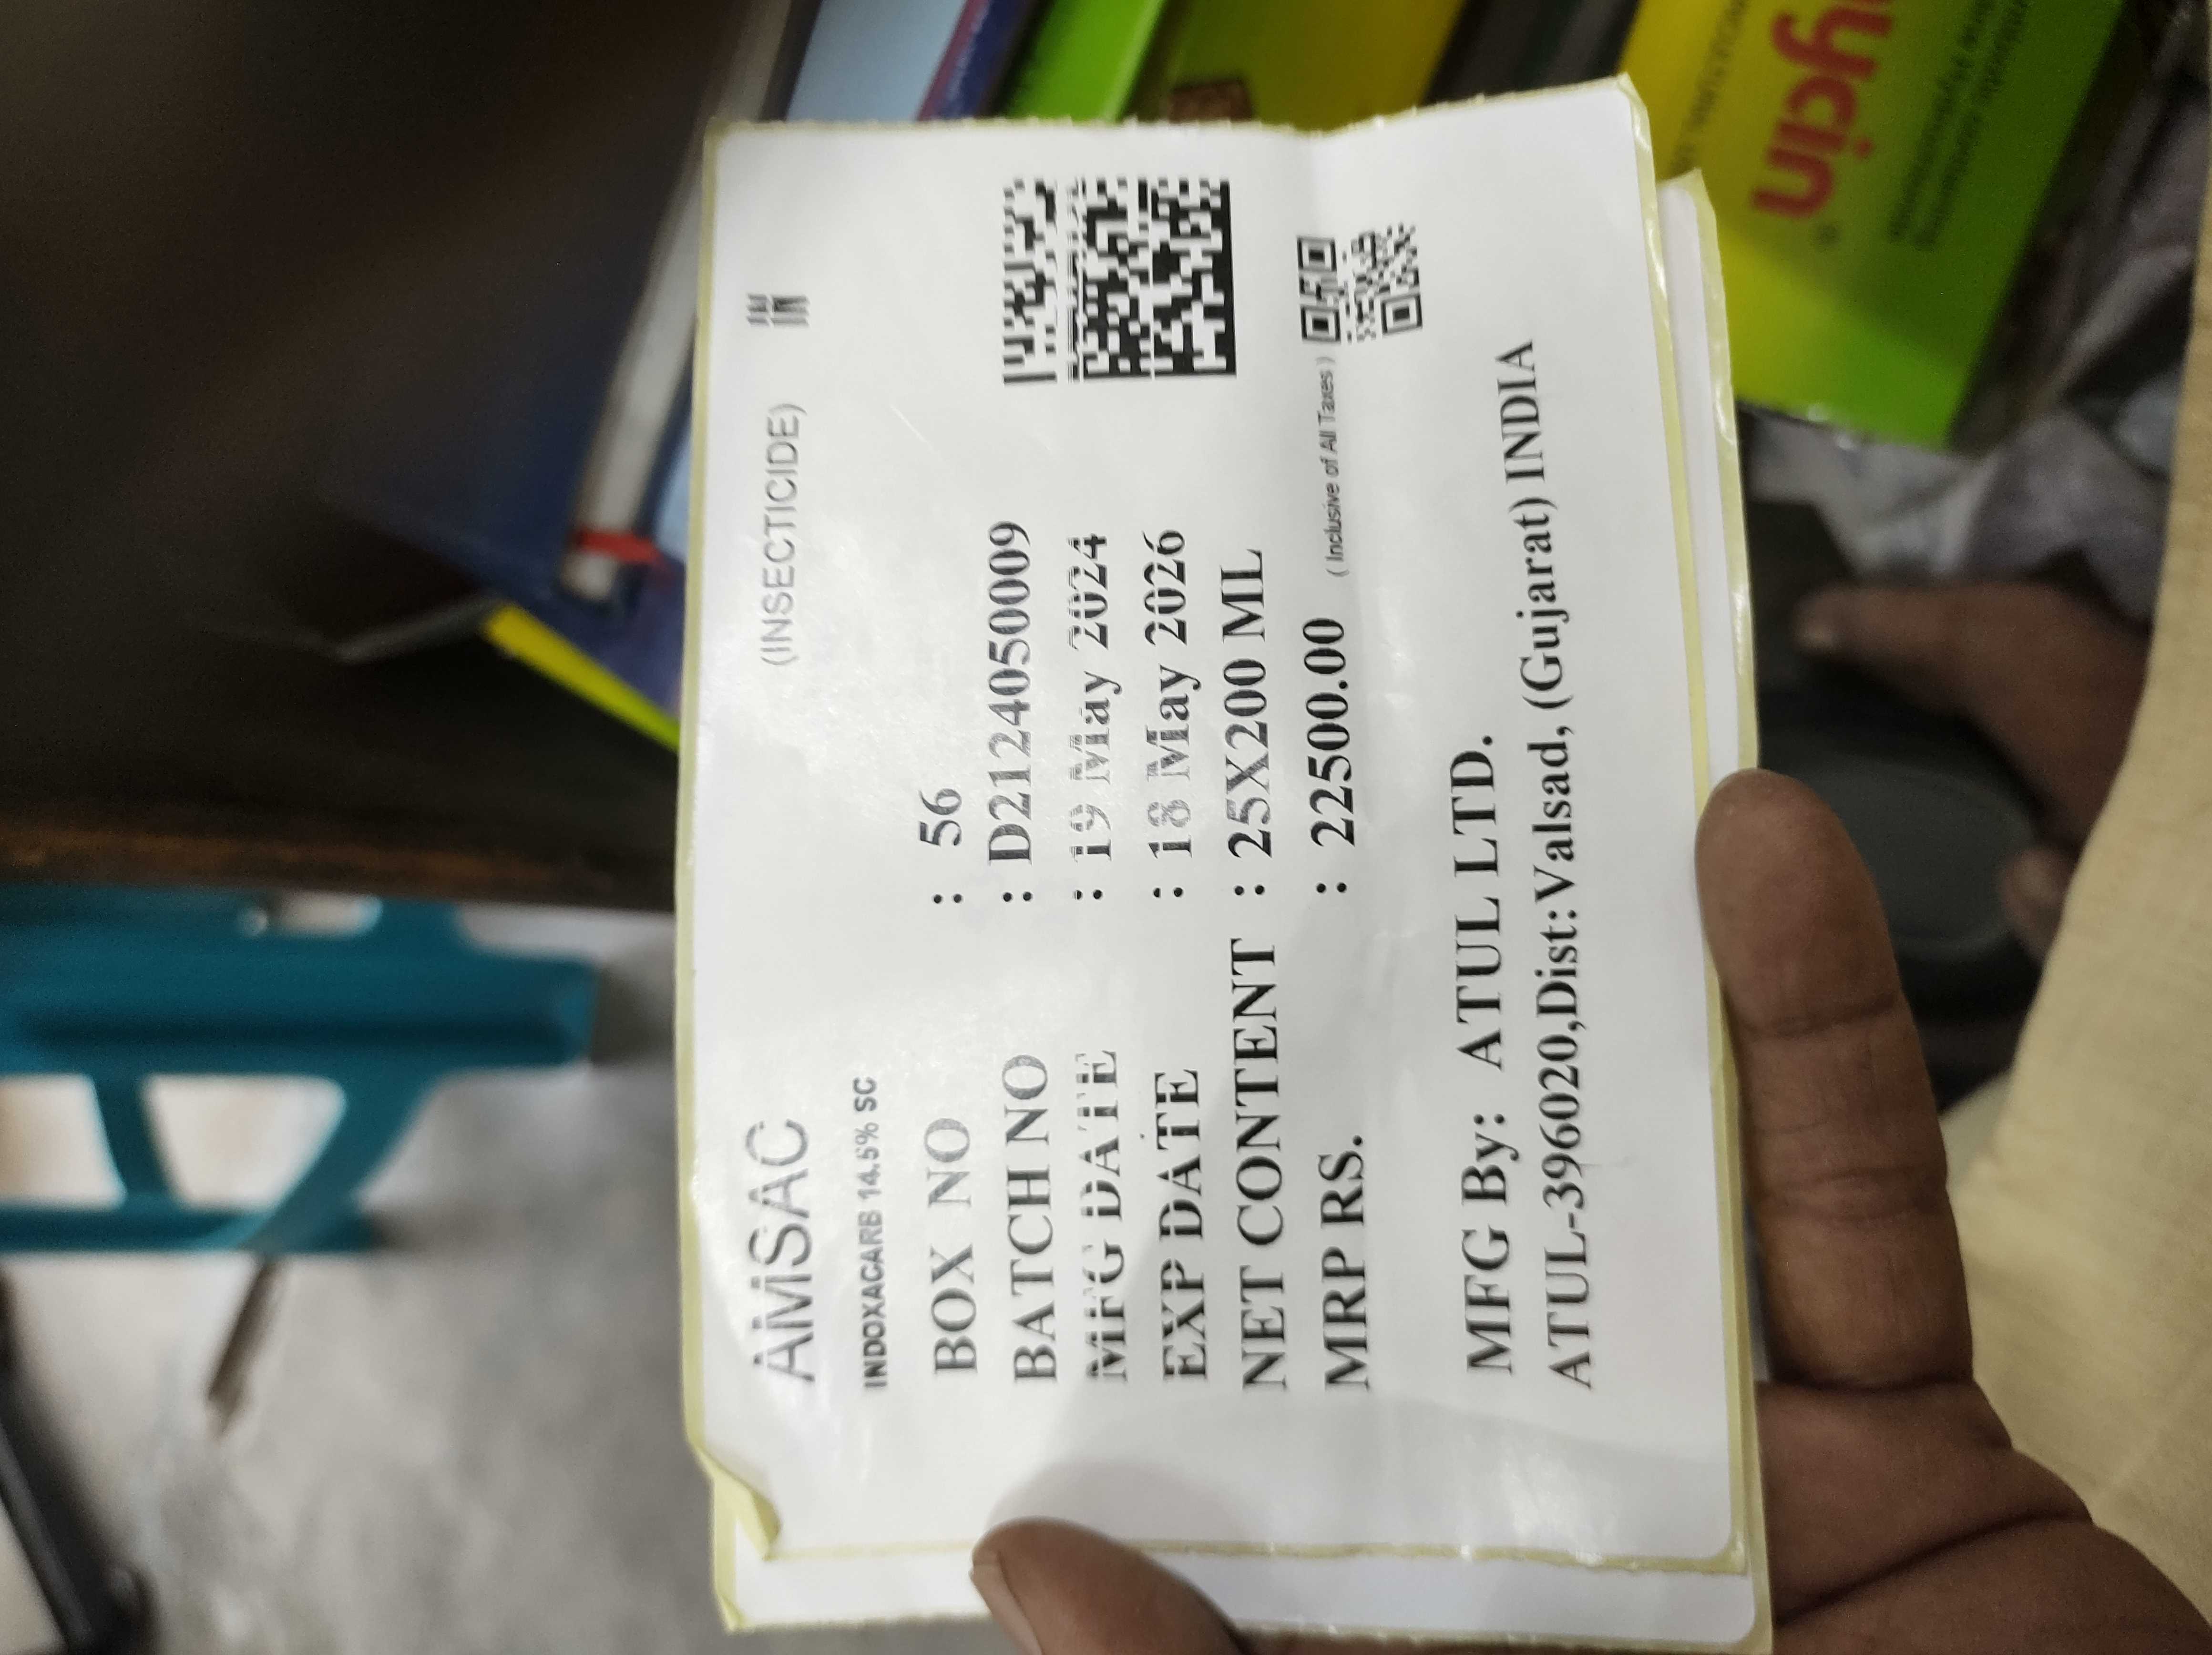 AMSAC (INSECTICIDE)
INDOXACARB 14.5% SC
BOX NO : 56
BATCH NO : D2124050009
MFG DATE : 19 May 2024
EXP DATE : 18 May 2026
NET CONTENT : 25X200 ML
MRP RS. : 22500.00 ( Inclusive of All Taxes )
MFG By: ATUL LTD.
ATUL-396020,Dist:Valsad, (Gujarat) INDIA
ycin®